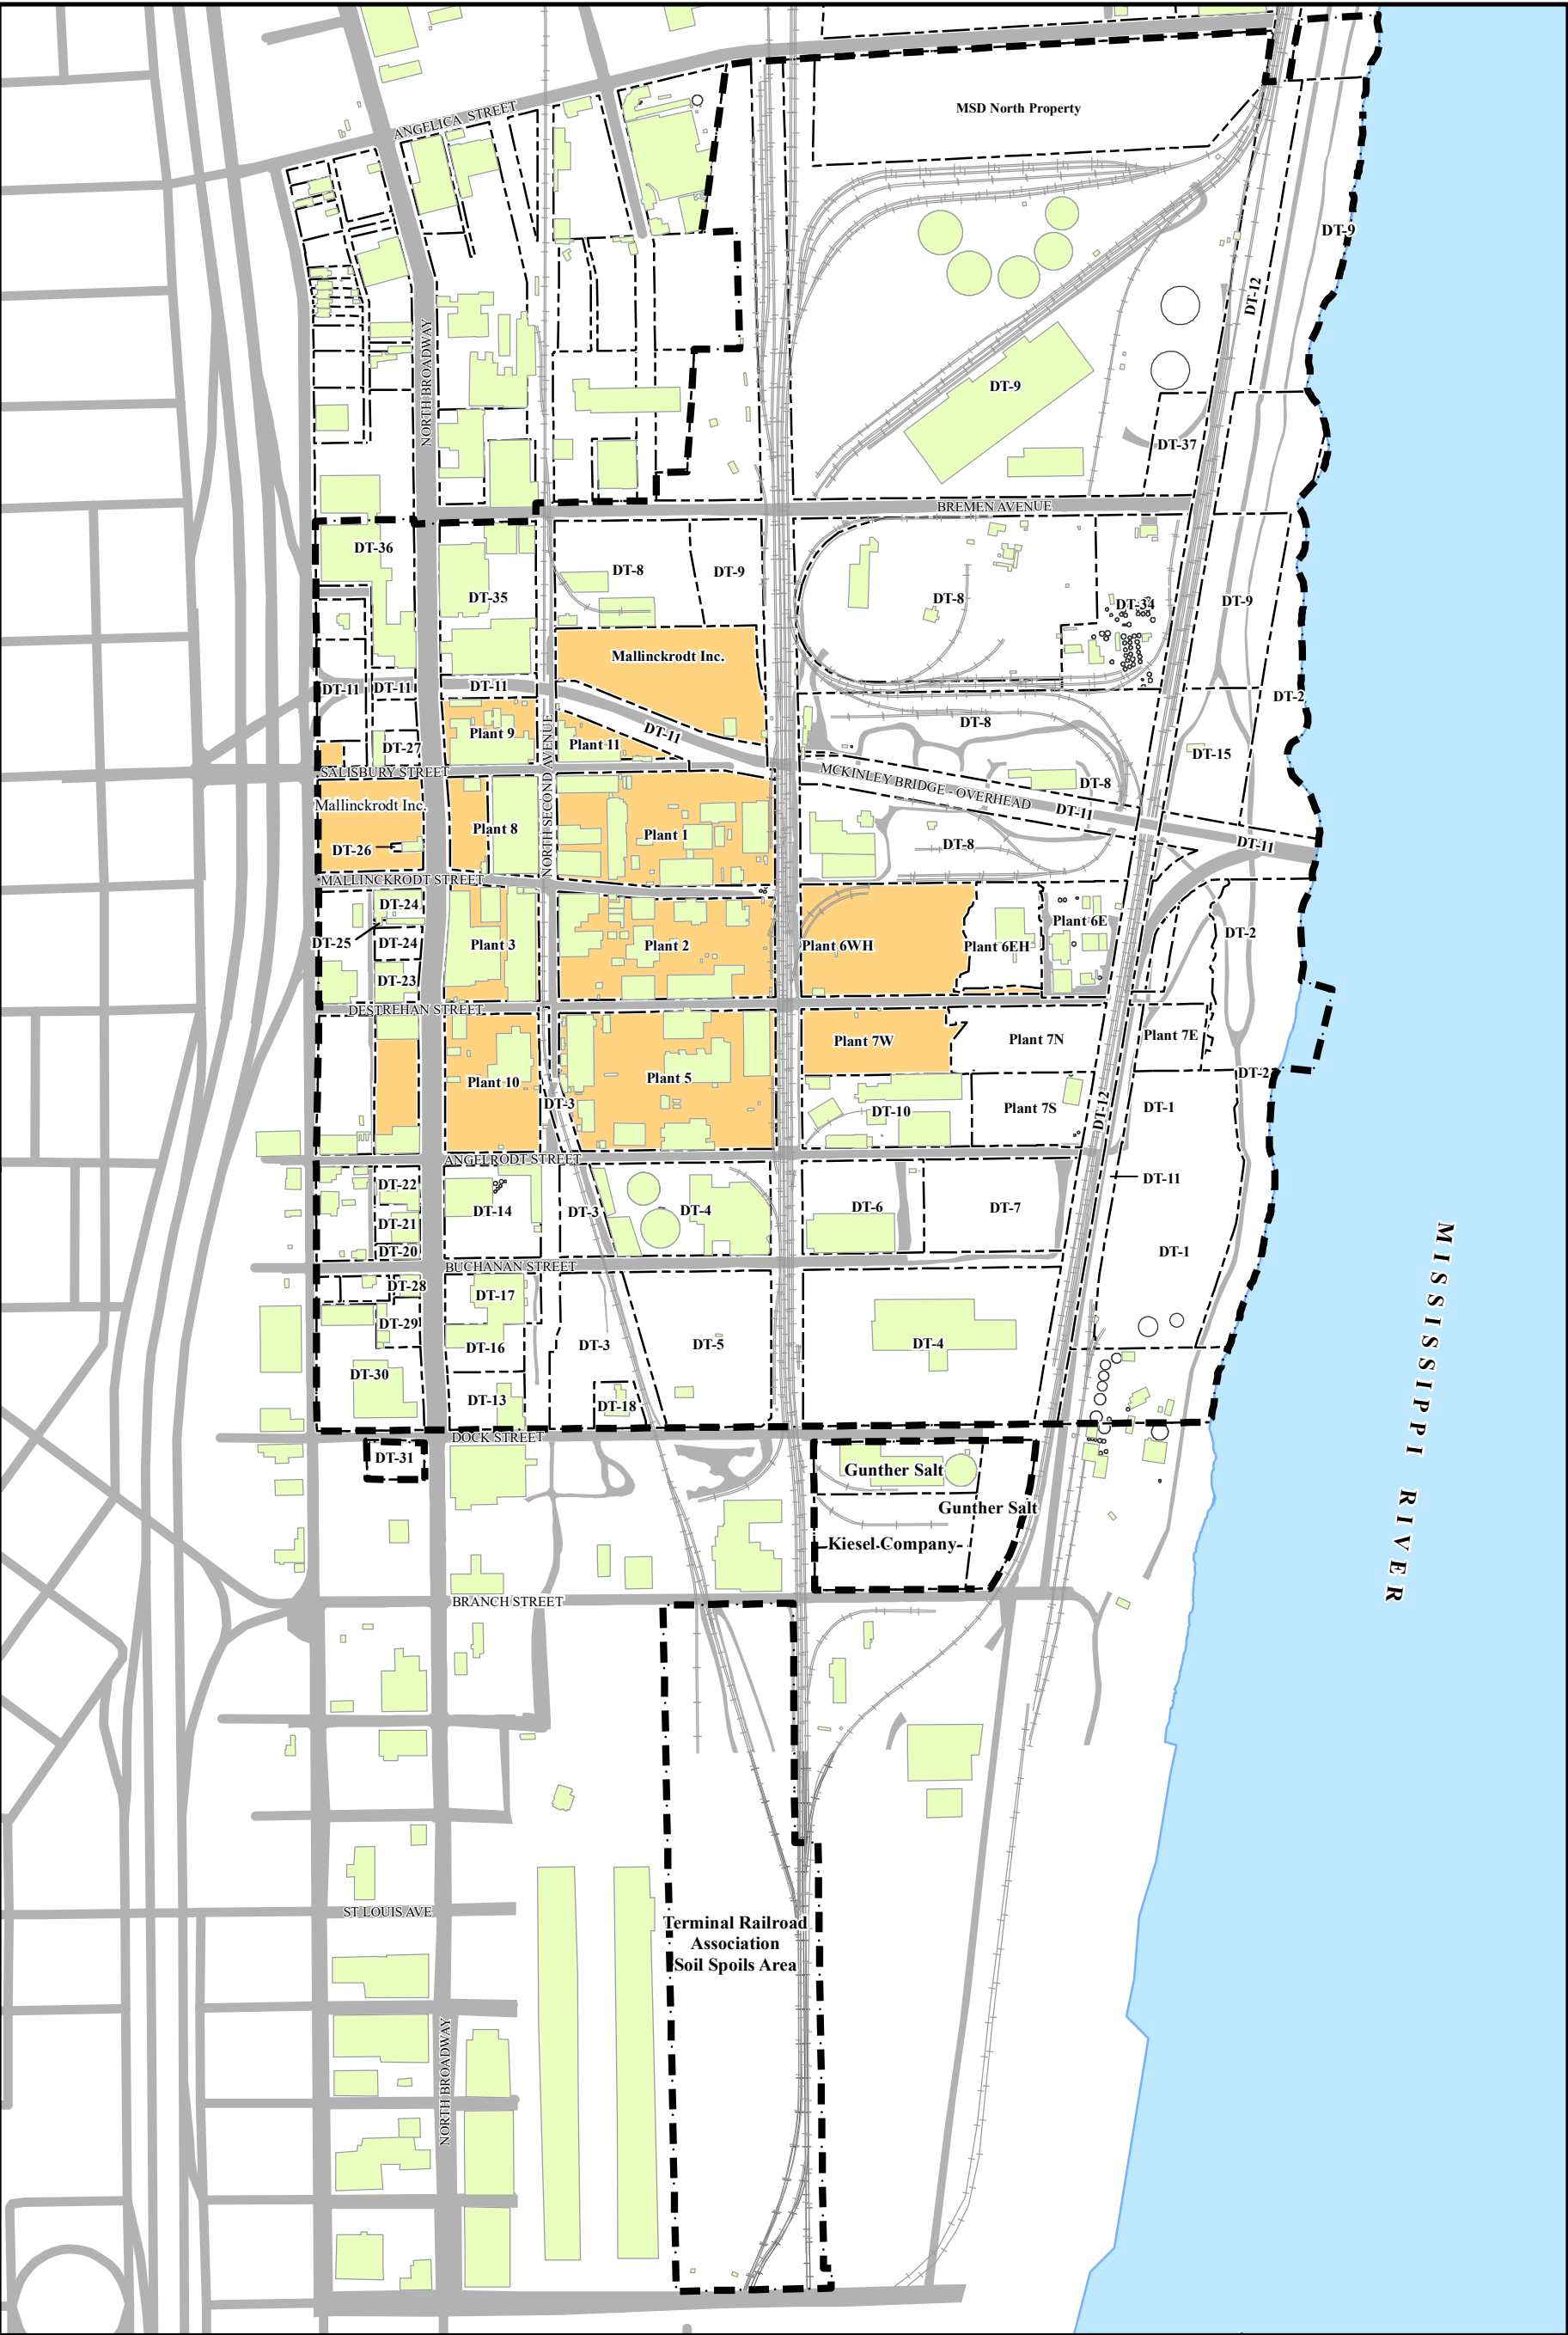 MSD North Property
ANGELICA STREET
DT-9
DT-12
NORTH BROADWAY
DT-9
DT-37
BREMEN AVENUE
DT-36
DT-8
DT-9
DT-35
DT-8
DT-34
DT-9
Mallinckrodt Inc.
DT-11
DT-11
DT-11
DT-2
DT-8
DT-11
Plant 9
Plant 11
DT-27
DT-15
SALISBURY STREET
NORTH SECOND AVENUE
MCKINLEY BRIDGE - OVERHEAD
DT-8
Mallinckrodt Inc.
DT-11
Plant 8
Plant 1
DT-26
DT-8
DT-11
MALLINCKRODT STREET
DT-24
Plant 6E
DT-25
DT-24
Plant 3
Plant 2
Plant 6WH
Plant 6EH
DT-2
DT-23
DESTREHAN STREET
Plant 7W
Plant 7N
Plant 7E
DT-2
Plant 10
Plant 5
DT-3
DT-10
Plant 7S
DT-12
DT-1
ANGELRODT STREET
DT-22
DT-11
DT-14
DT-3
DT-4
DT-6
DT-7
DT-21
DT-20
DT-1
BUCHANAN STREET
DT-28
DT-17
DT-29
DT-16
DT-3
DT-5
DT-4
DT-30
DT-13
DT-18
DOCK STREET
DT-31
Gunther Salt
Gunther Salt
Kiesel Company
MISSISSIPPI RIVER
BRANCH STREET
ST LOUIS AVE
Terminal Railroad
Association
Soil Spoils Area
NORTH BROADWAY